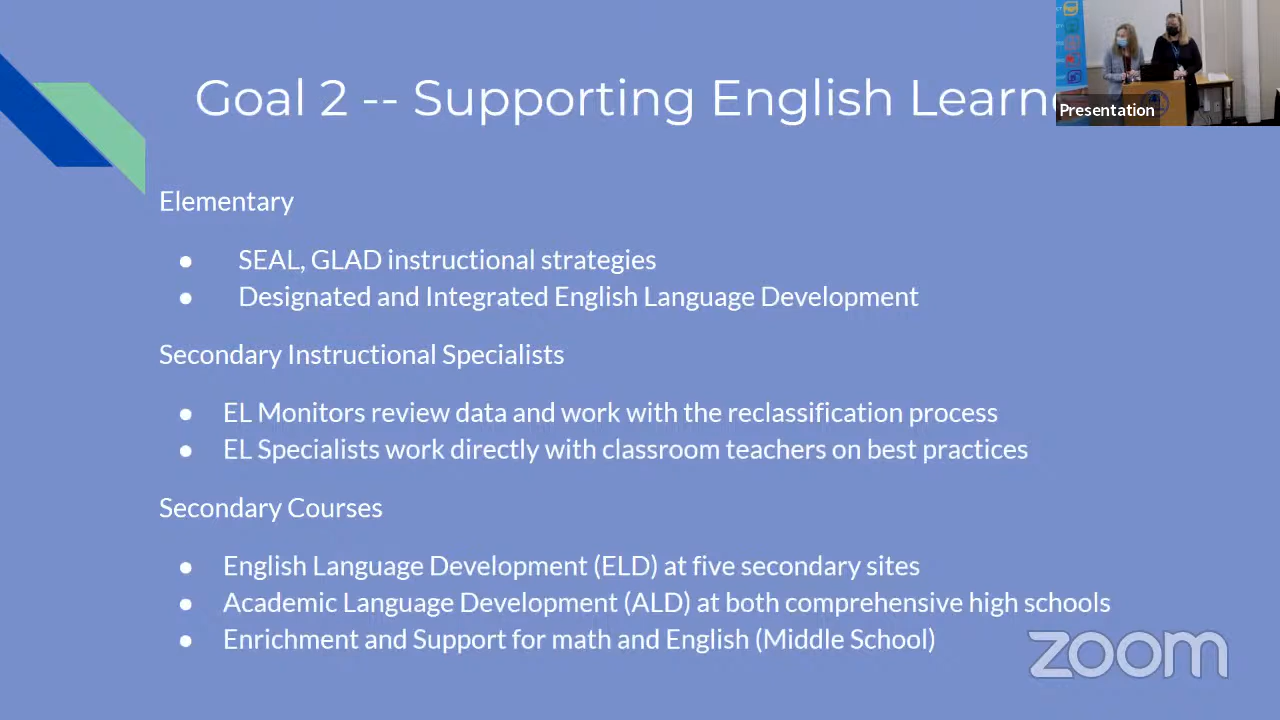 Goal 2 -- Supporting English Learne
Presentation
Elementary
● SEAL, GLAD instructional strategies
● Designated and Integrated English Language Development
Secondary Instructional Specialists
● EL Monitors review data and work with the reclassification process
● EL Specialists work directly with classroom teachers on best practices
Secondary Courses
● English Language Development (ELD) at five secondary sites
● Academic Language Development (ALD) at both comprehensive high schools
● Enrichment and Support for math and English (Middle School)
zoom